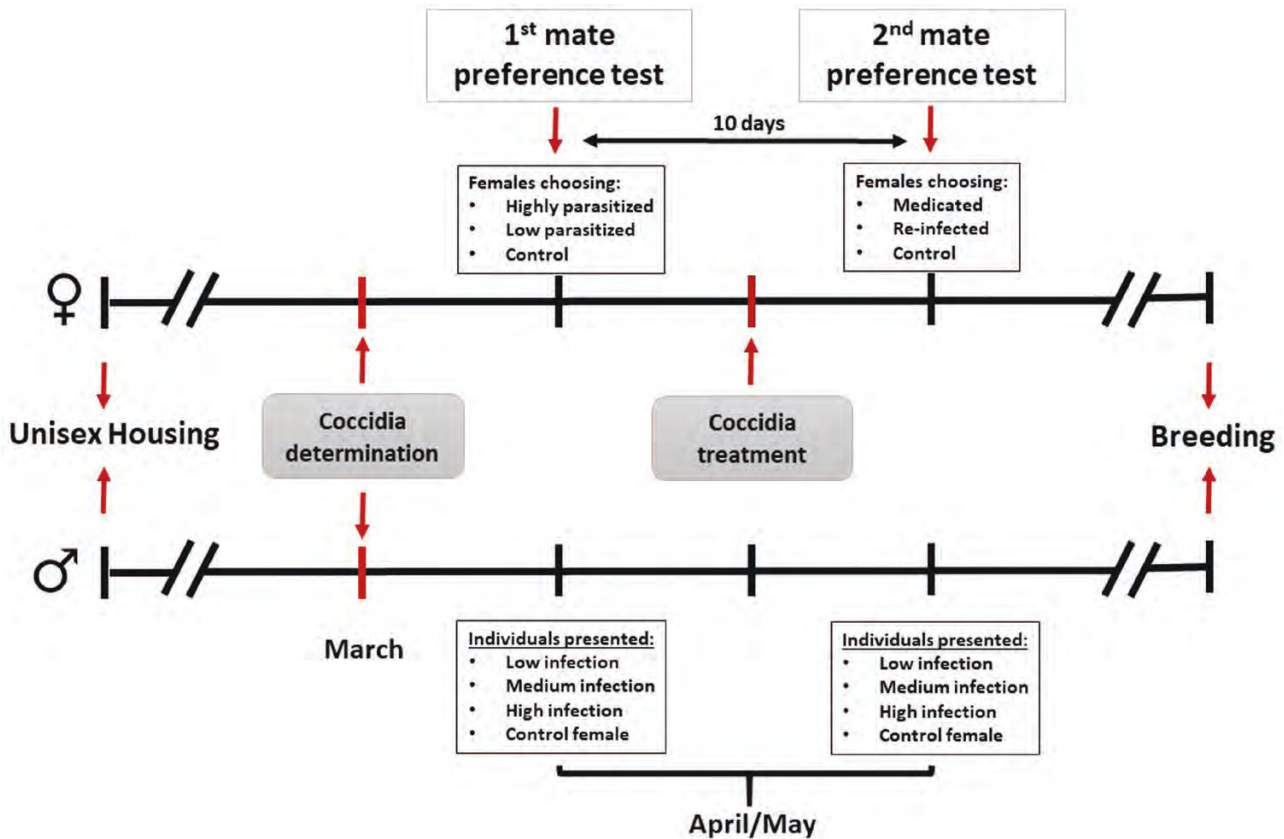 1st mate
preference test
2nd mate
preference test
10 days
Females choosing:
• Highly parasitized
• Low parasitized
• Control
Females choosing:
• Medicated
• Re-infected
• Control
♀
Unisex Housing
Coccidia
determination
Coccidia
treatment
Breeding
♂
March
Individuals presented:
• Low infection
• Medium infection
• High infection
• Control female
Individuals presented:
• Low infection
• Medium infection
• High infection
• Control female
April/May